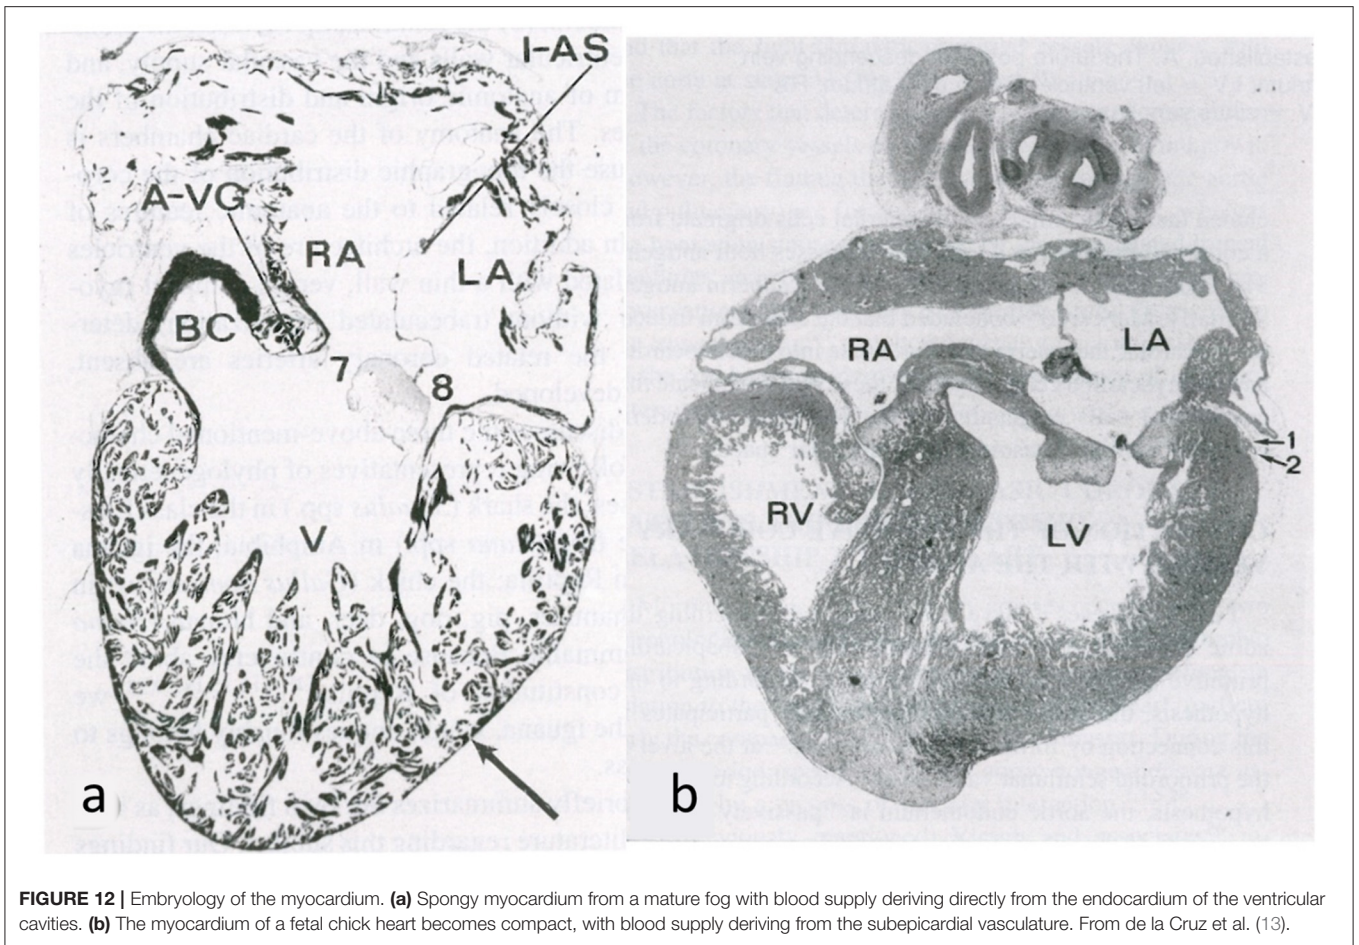 I-AS
A-VG
RA
LA
BC
7
8
V
a
RA
LA
1
2
RV
LV
b
FIGURE 12 | Embryology of the myocardium. (a) Spongy myocardium from a mature fog with blood supply deriving directly from the endocardium of the ventricular
cavities. (b) The myocardium of a fetal chick heart becomes compact, with blood supply deriving from the subepicardial vasculature. From de la Cruz et al. (13).